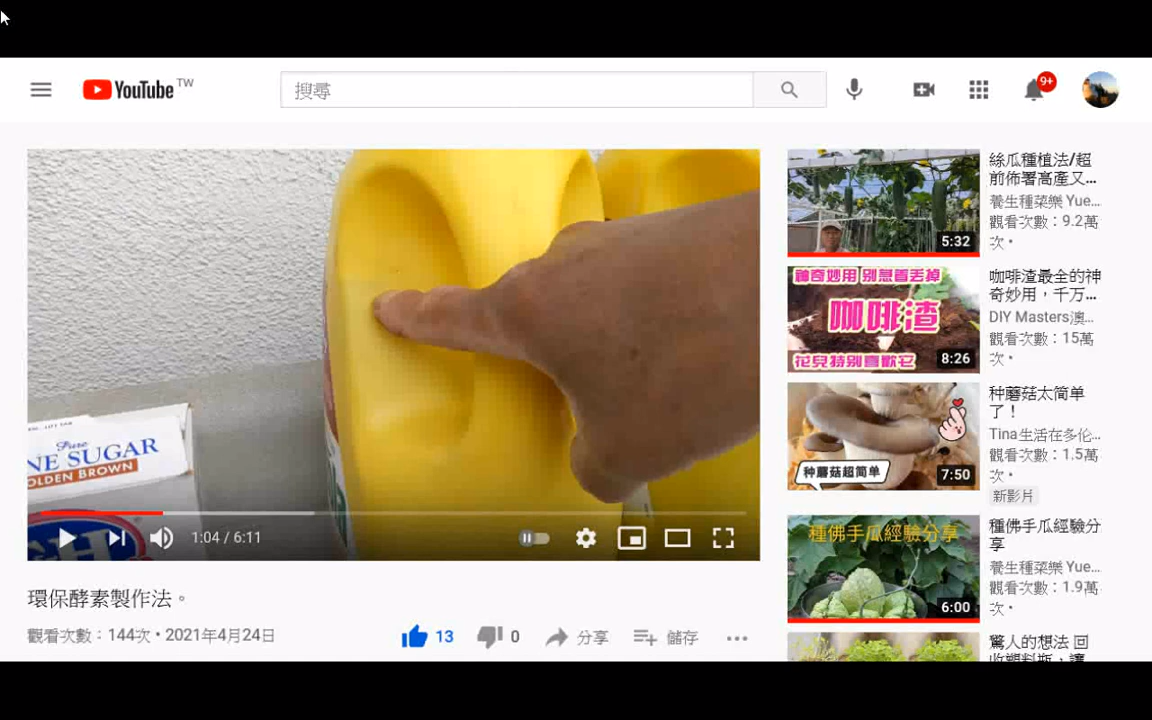 YouTube TW
搜尋
9+
Pure
NE SUGAR
OLDEN BROWN
1:04 / 6:11
環保酵素製作法。
觀看次數：144次 • 2021年4月24日
13
0
分享
儲存
5:32
絲瓜種植法/超
前佈署高產又...
養生種菜樂 Yue...
觀看次數：9.2萬
次 •
神奇妙用 别急着丢掉
咖啡渣
花兒特别喜歡它
8:26
咖啡渣最全的神
奇妙用，千万...
DIY Masters澳...
觀看次數：15萬
次 •
种蘑菇超简单
7:50
种蘑菇太简单
了！
Tina生活在多伦...
觀看次數：1.5萬
次 •
新影片
種佛手瓜經驗分享
6:00
種佛手瓜經驗分
享
養生種菜樂 Yue...
觀看次數：1.9萬
次 •
驚人的想法 回
收塑料瓶，讓